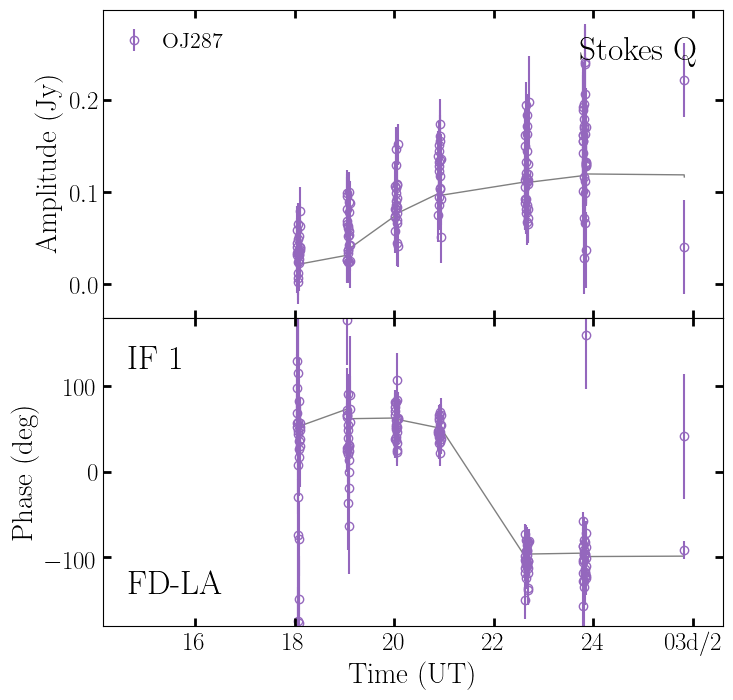 OJ287
Stokes Q
Amplitude (Jy)
0.2
0.1
0.0
IF 1
Phase (deg)
100
0
−100
FD-LA
16 18 20 22 24 03d/2
Time (UT)